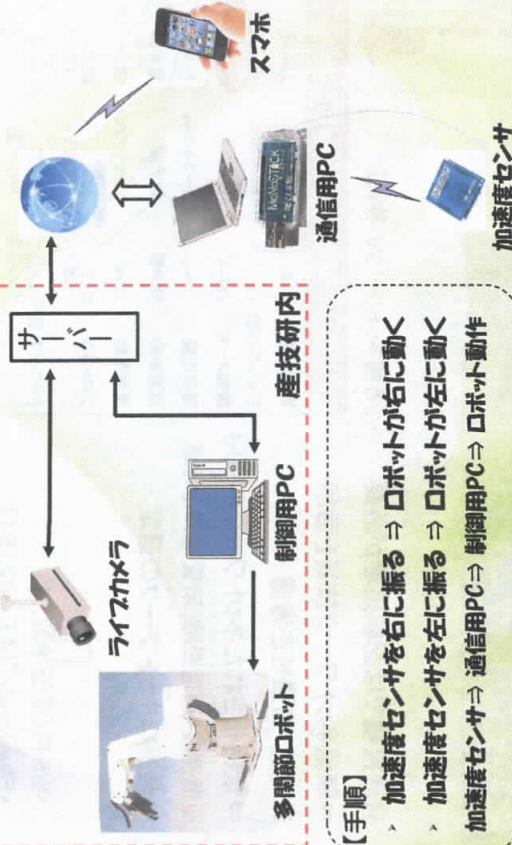 スマホ
通信用PC
MoNoSTICK
加速度センサ
サーバー
産技研内
ライブカメラ
制御用PC
多関節ロボット
【手順】
› 加速度センサを右に振る ⇒ ロボットが右に動く
› 加速度センサを左に振る ⇒ ロボットが左に動く
加速度センサ⇒ 通信用PC⇒ 制御用PC⇒ ロボット動作